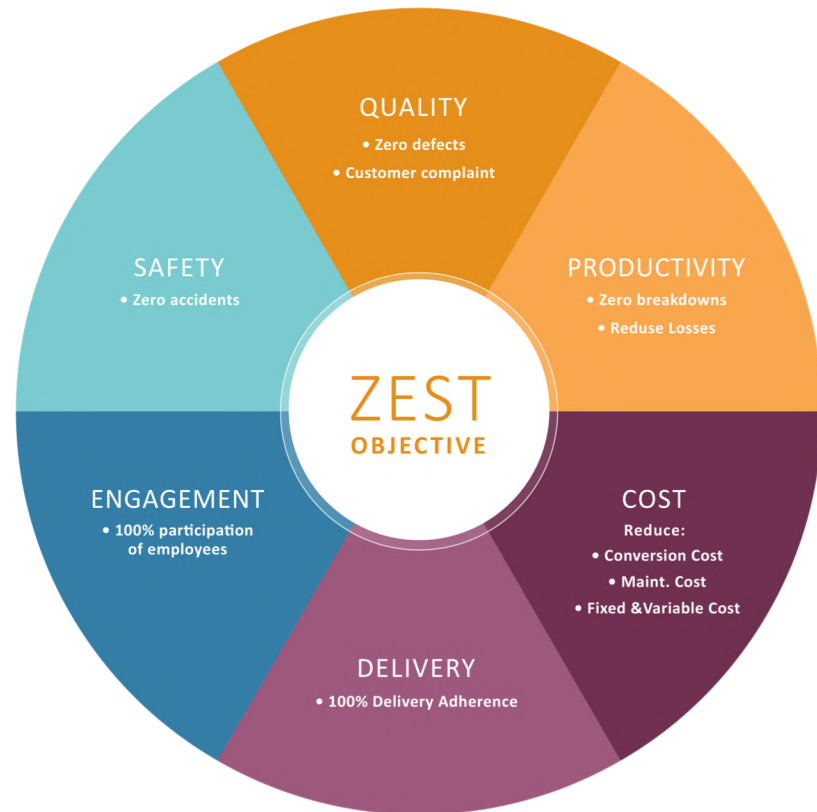 QUALITY
• Zero defects
• Customer complaint
PRODUCTIVITY
• Zero breakdowns
• Reduse Losses
COST
Reduce:
• Conversion Cost
• Maint. Cost
• Fixed &Variable Cost
DELIVERY
• 100% Delivery Adherence
ENGAGEMENT
• 100% participation
of employees
SAFETY
• Zero accidents
ZEST
OBJECTIVE